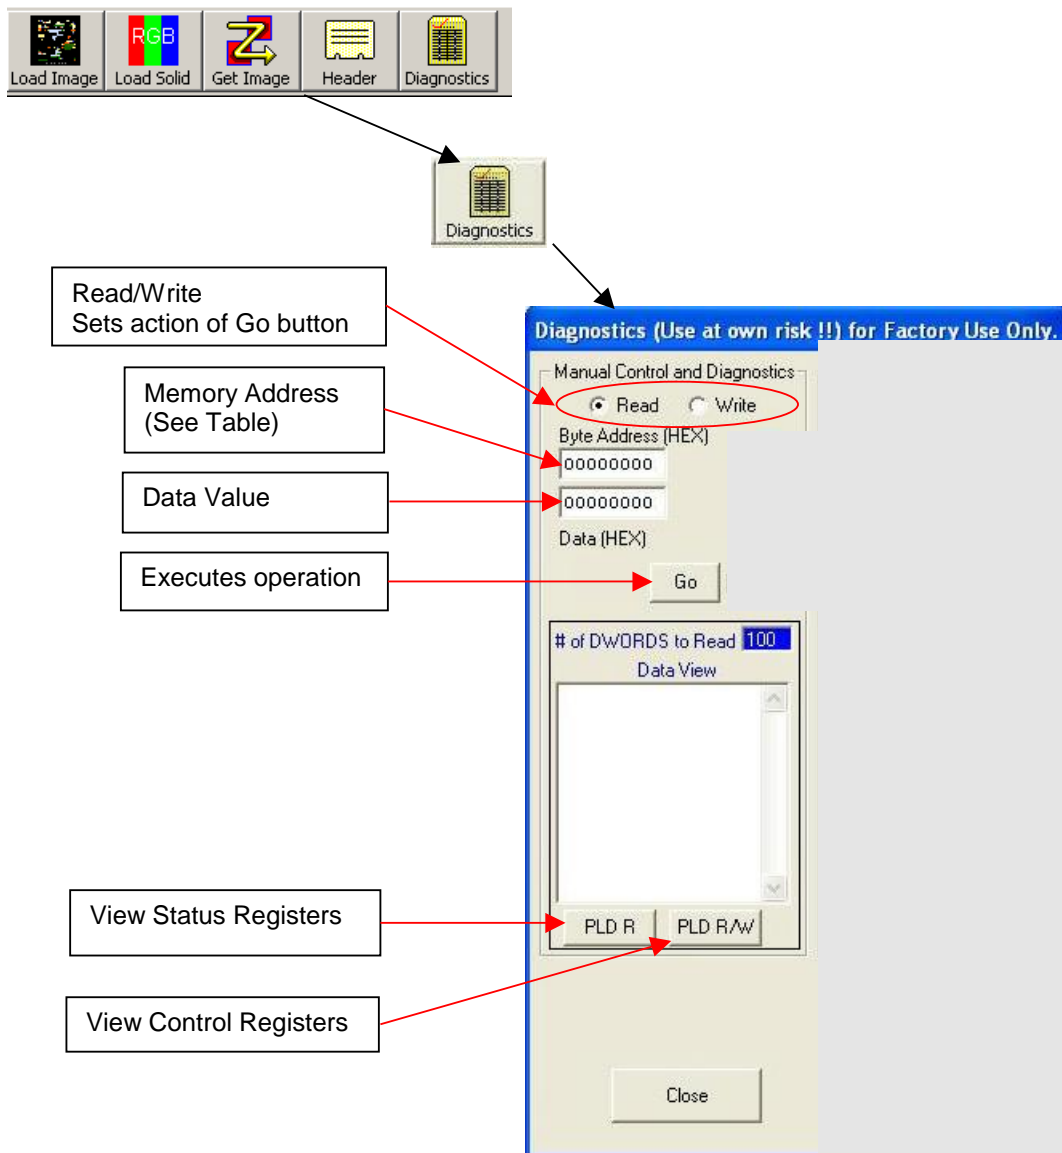 RGB
Load Image
Load Solid
Get Image
Header
Diagnostics
Diagnostics
Read/Write
Sets action of Go button
Memory Address
(See Table)
Data Value
Executes operation
View Status Registers
View Control Registers
Diagnostics (Use at own risk !!) for Factory Use Only.
Manual Control and Diagnostics
Read
Write
Byte Address (HEX)
00000000
00000000
Data (HEX)
Go
# of DWORDS to Read 100
Data View
PLD R
PLD R/W
Close